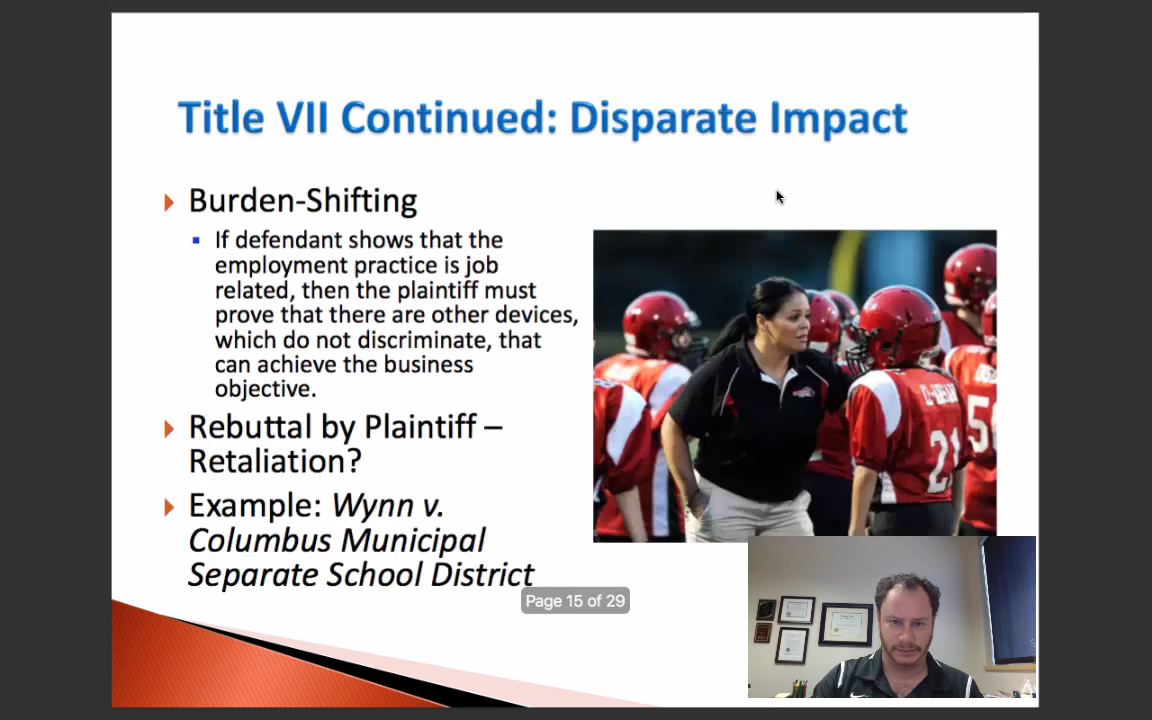 Title VII Continued: Disparate Impact
Burden-Shifting
If defendant shows that the
employment practice is job
related, then the plaintiff must
prove that there are other devices,
which do not discriminate, that
can achieve the business
objective.
Rebuttal by Plaintiff –
Retaliation?
Example: Wynn v.
Columbus Municipal
Separate School District
Page 15 of 29
21
5